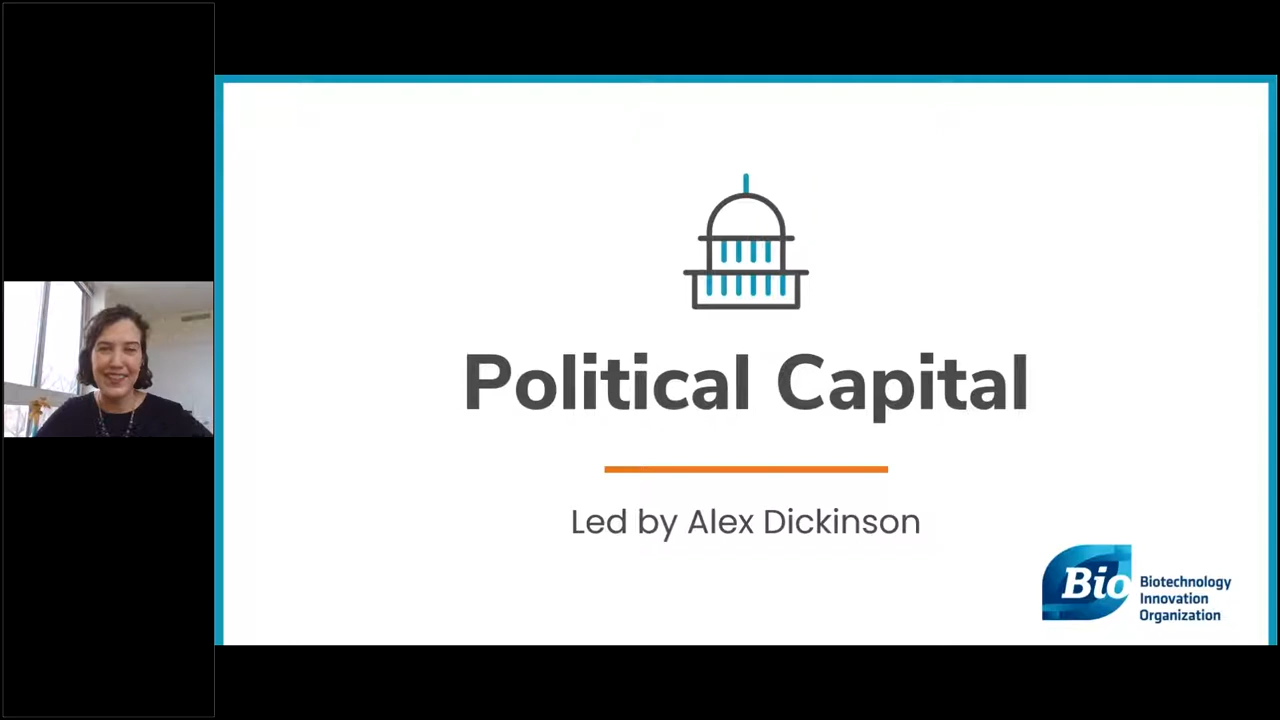 Political Capital
Led by Alex Dickinson
Bio
Biotechnology
Innovation
Organization